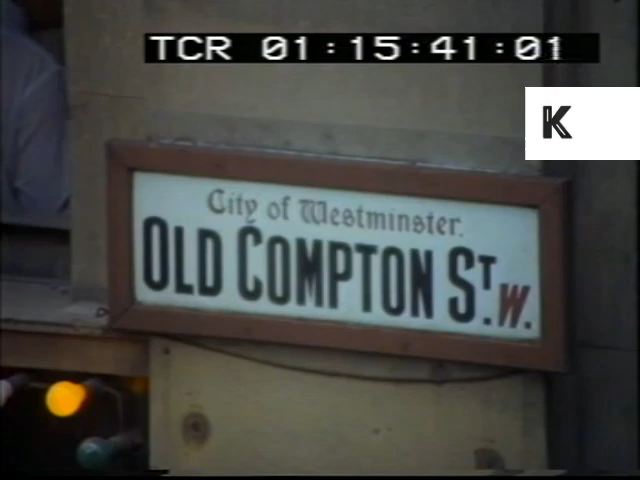 TCR 01:15:41:01
K
City of Westminster.
OLD COMPTON ST. W.